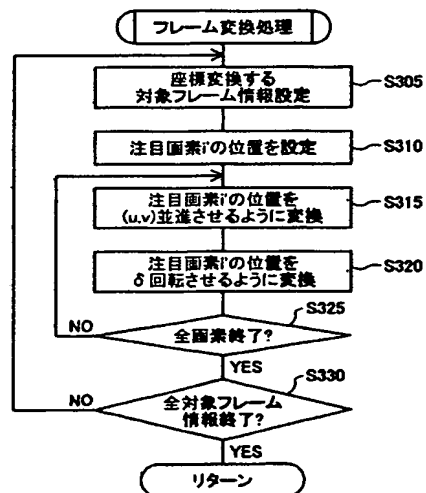 フレーム変換処理
座標変換する
対象フレーム情報設定
S305
注目画素i'の位置を設定
S310
注目画素i'の位置を
(u,v)並進させるように変換
S315
注目画素i'の位置を
δ回転させるように変換
S320
S325
NO
全画素終了?
YES
S330
NO
全対象フレーム
情報終了?
YES
リターン